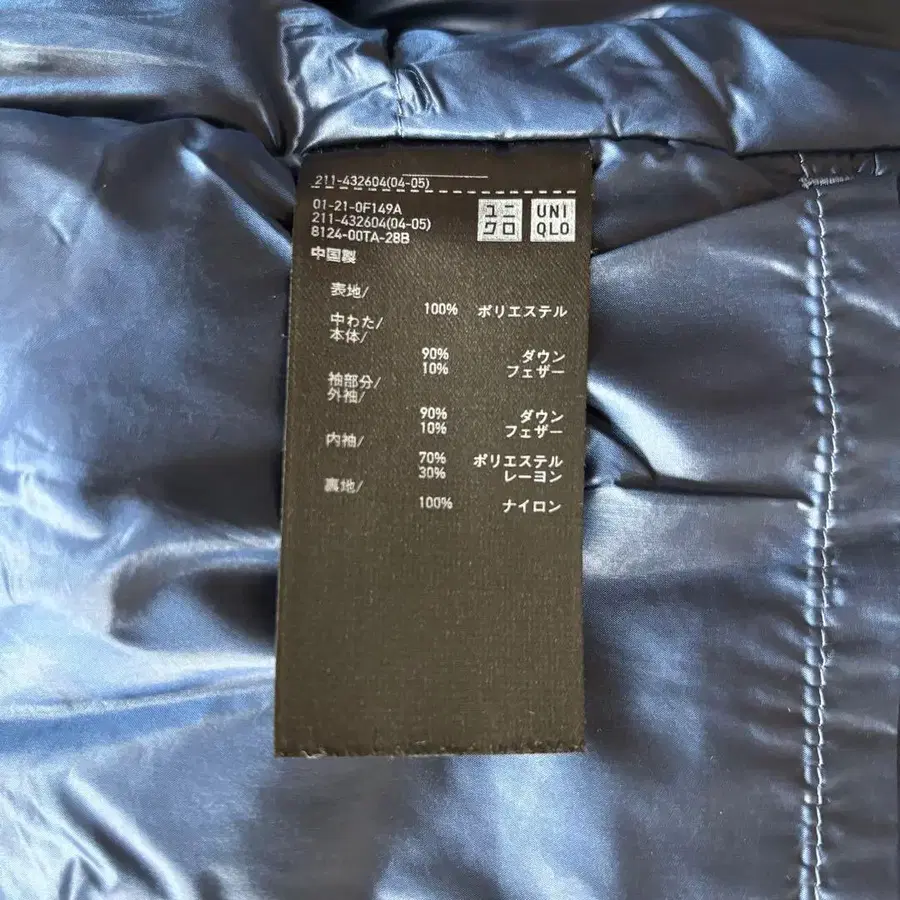 211-432604(04-05)
01-21-0F149A
211-432604(04-05)
8124-00TA-28B
ユニクロ
UNIQLO
中国製
表地/
100% ポリエステル
中わた/
本体/
90% ダウン
10% フェザー
袖部分/
外袖/
90% ダウン
10% フェザー
内袖/
70% ポリエステル
30% レーヨン
裏地/
100% ナイロン